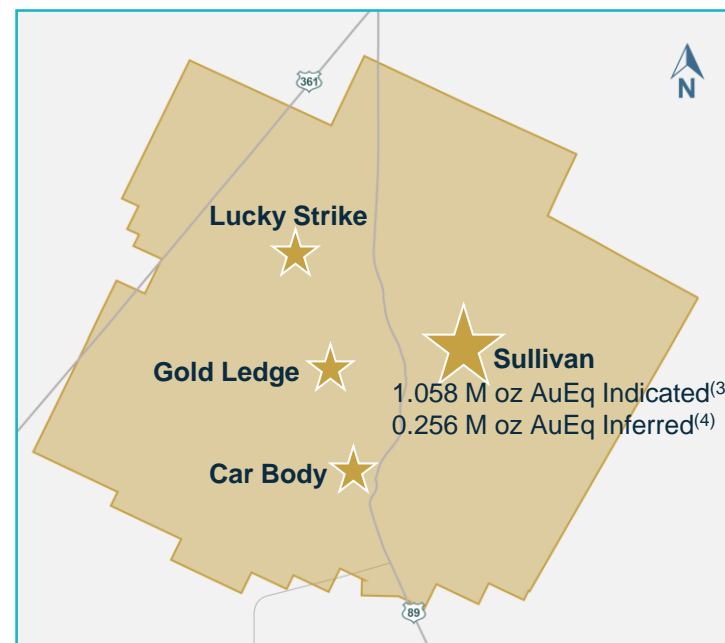 361
N
Lucky Strike
Gold Ledge
Sullivan
1.058 M oz AuEq Indicated(3
0.256 M oz AuEq Inferred(4)
Car Body
89